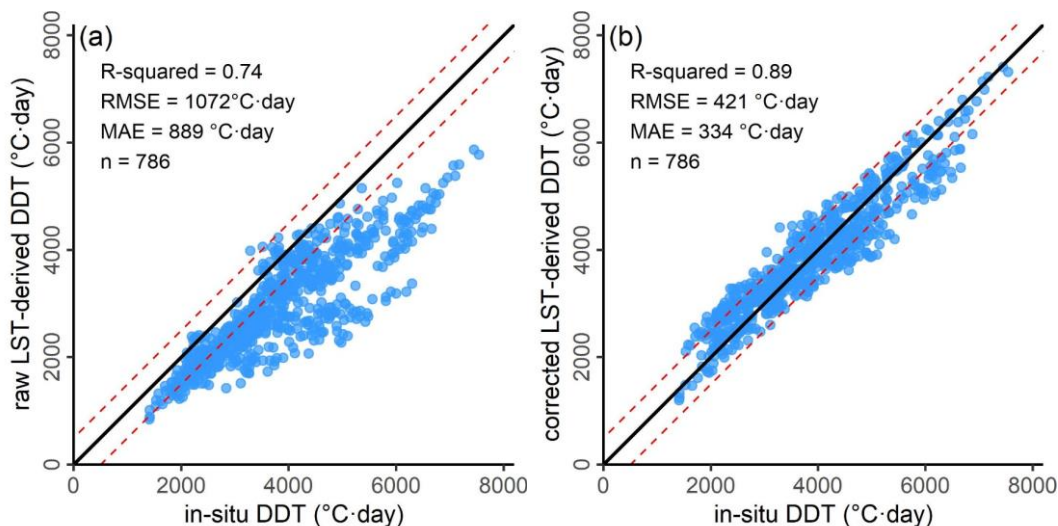 (a)
R-squared = 0.74
RMSE = 1072°C·day
MAE = 889 °C·day
n = 786
raw LST-derived DDT (°C·day)
8000
6000
4000
2000
0
0 2000 4000 6000 8000
in-situ DDT (°C·day)
(b)
R-squared = 0.89
RMSE = 421 °C·day
MAE = 334 °C·day
n = 786
corrected LST-derived DDT (°C·day)
8000
6000
4000
2000
0
0 2000 4000 6000 8000
in-situ DDT (°C·day)